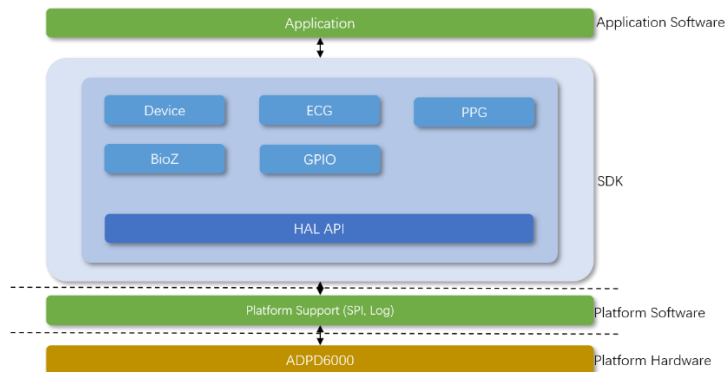 Application
Application Software
Device
ECG
PPG
BioZ
GPIO
SDK
HAL API
Platform Support (SPI, Log)
Platform Software
ADPD6000
Platform Hardware